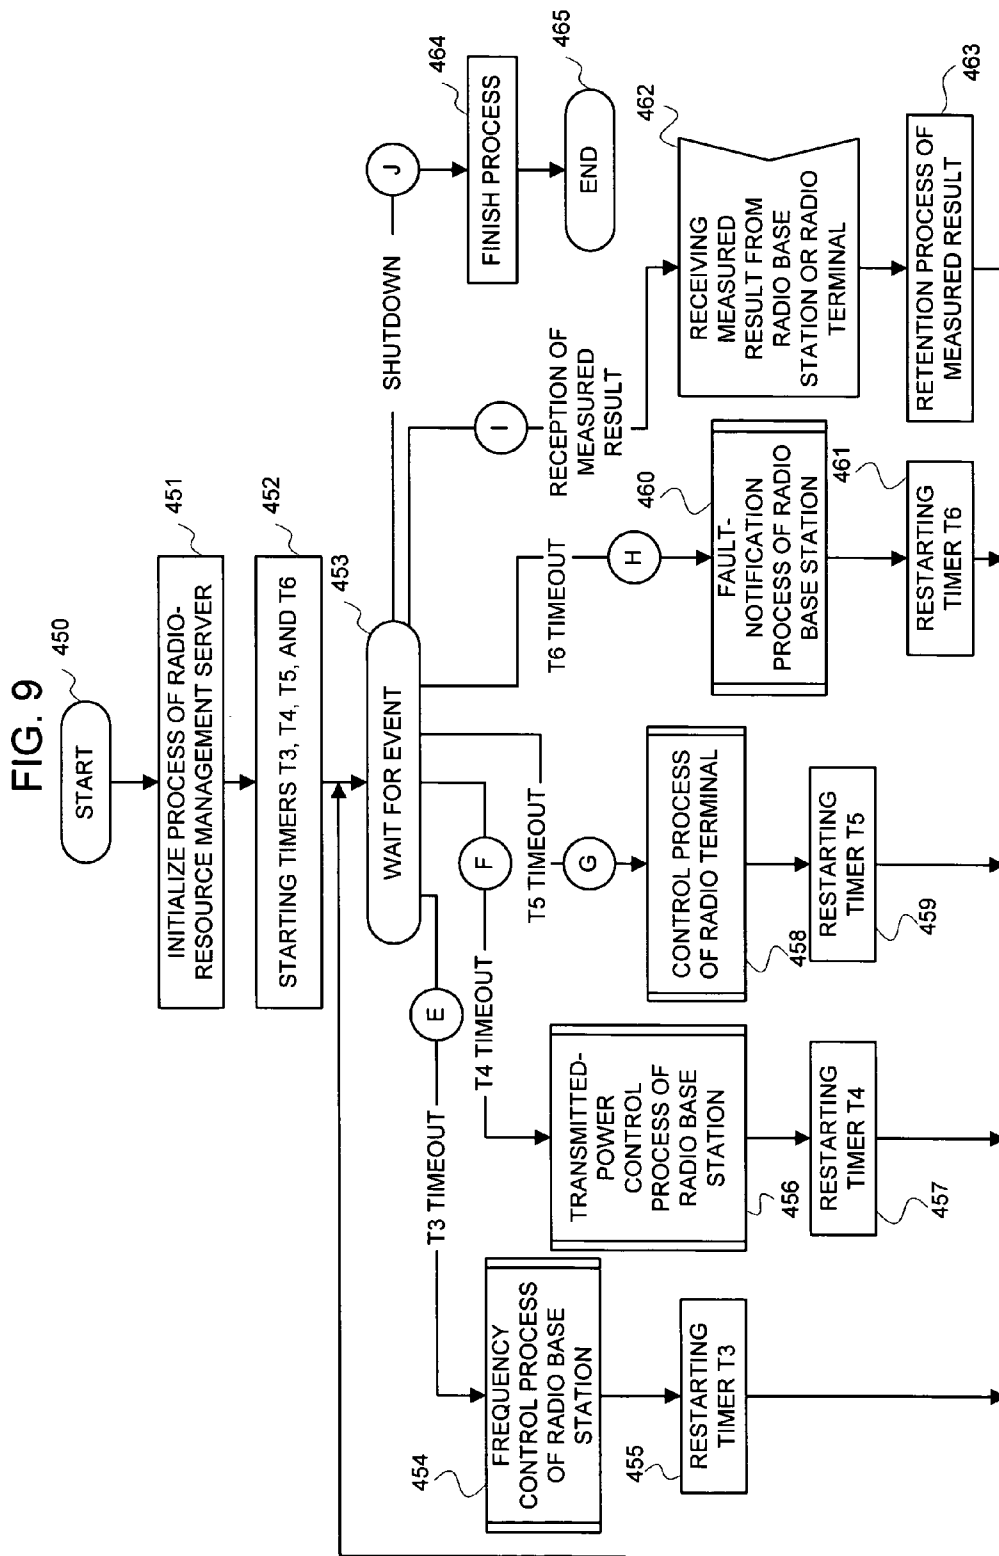 FIG. 9
START
450
INITIALIZE PROCESS OF RADIO-
RESOURCE MANAGEMENT SERVER
451
STARTING TIMERS T3, T4, T5, AND T6
452
WAIT FOR EVENT
453
E
T3 TIMEOUT
FREQUENCY
CONTROL PROCESS
OF RADIO BASE
STATION
454
RESTARTING
TIMER T3
455
F
T4 TIMEOUT
TRANSMITTED-
POWER
CONTROL
PROCESS OF
RADIO BASE
STATION
456
RESTARTING
TIMER T4
457
T5 TIMEOUT
G
CONTROL PROCESS
OF RADIO TERMINAL
458
RESTARTING
TIMER T5
459
T6 TIMEOUT
H
FAULT-
NOTIFICATION
PROCESS OF RADIO
BASE STATION
460
RESTARTING
TIMER T6
461
I
RECEPTION OF
MEASURED
RESULT
RECEIVING
MEASURED
RESULT FROM
RADIO BASE
STATION OR RADIO
TERMINAL
462
RETENTION PROCESS OF
MEASURED RESULT
463
SHUTDOWN
J
FINISH PROCESS
464
END
465